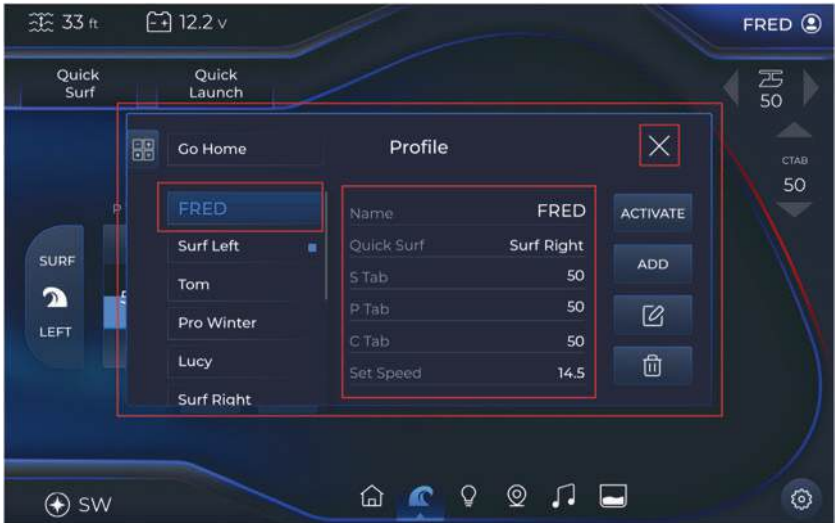 33 ft
12.2 v
FRED
Quick
Surf
Quick
Launch
50
CTAB
50
Go Home
Profile
FRED
Surf Left
Tom
Pro Winter
Lucy
Surf Right
Name FRED
Quick Surf Surf Right
S Tab 50
P Tab 50
C Tab 50
Set Speed 14.5
ACTIVATE
ADD
P
5
SURF
LEFT
SW